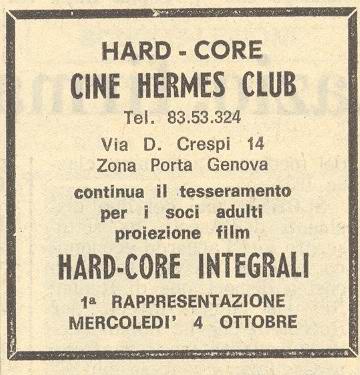 HARD - CORE
CINE HERMES CLUB
Tel. 83.53.324
Via D. Crespi 14
Zona Porta Genova
continua il tesseramento
per i soci adulti
proiezione film
HARD-CORE INTEGRALI
1ª RAPPRESENTAZIONE
MERCOLEDI' 4 OTTOBRE